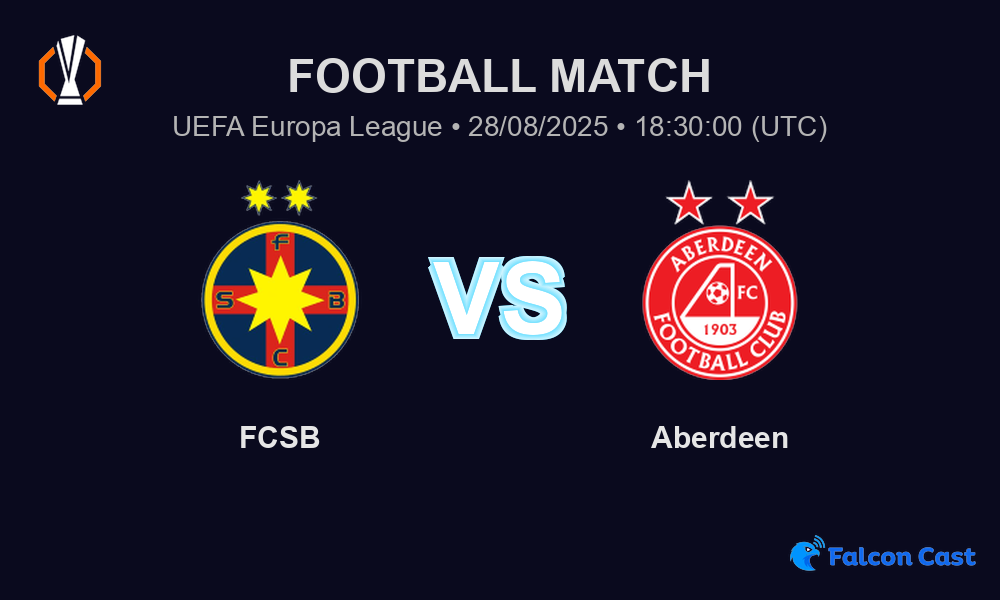 FOOTBALL MATCH
UEFA Europa League • 28/08/2025 • 18:30:00 (UTC)
F
S B
C
VS
ABERDEEN
FC
1903
FOOTBALL CLUB
FCSB
Aberdeen
Falcon Cast